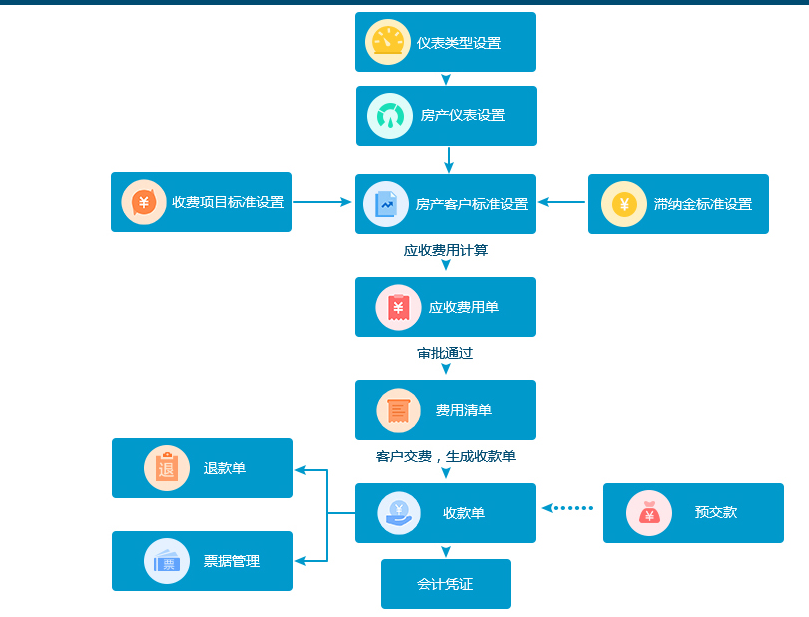 仪表类型设置
房产仪表设置
¥
收费项目标准设置
房产客户标准设置
¥
滞纳金标准设置
应收费用计算
¥
应收费用单
审批通过
费用清单
客户交费，生成收款单
退
退款单
¥
收款单
¥
预交款
票
票据管理
会计凭证